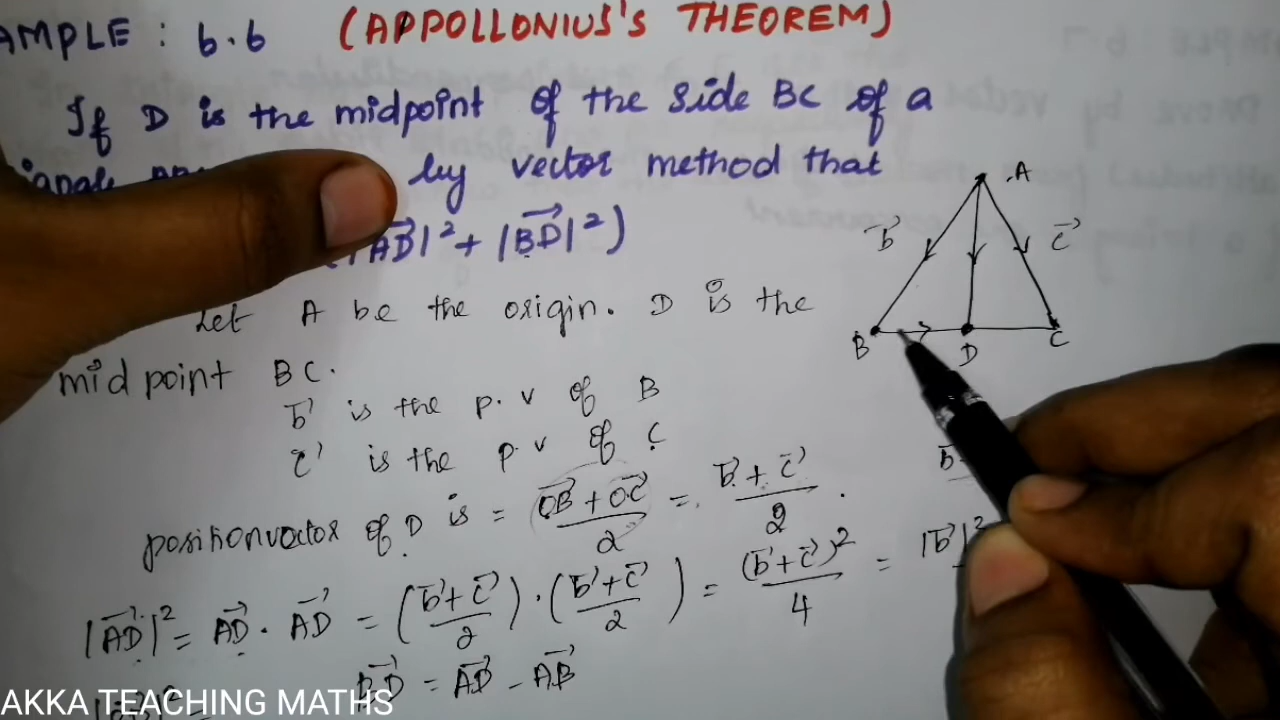 AMPLE : 6.6 (APPOLLONIUS's THEOREM)
If D is the midpoint of the side BC of a
by vector method that
AD|² + |BD|²)
Let A be the origin. D is the
midpoint BC.
b⃗ is the p.v of B
c⃗ is the p.v of C
position vector of D is = (OB⃗ + OC⃗)/2 = (b⃗ + c⃗)/2 .
|AD⃗|² = AD⃗ . AD⃗ = ((b⃗ + c⃗)/2) . ((b⃗ + c⃗)/2) = (b⃗ + c⃗)²/4 = |b⃗|²
BD⃗ = AD⃗ - AB⃗
.A
b⃗ c⃗
B D C
AKKA TEACHING MATHS